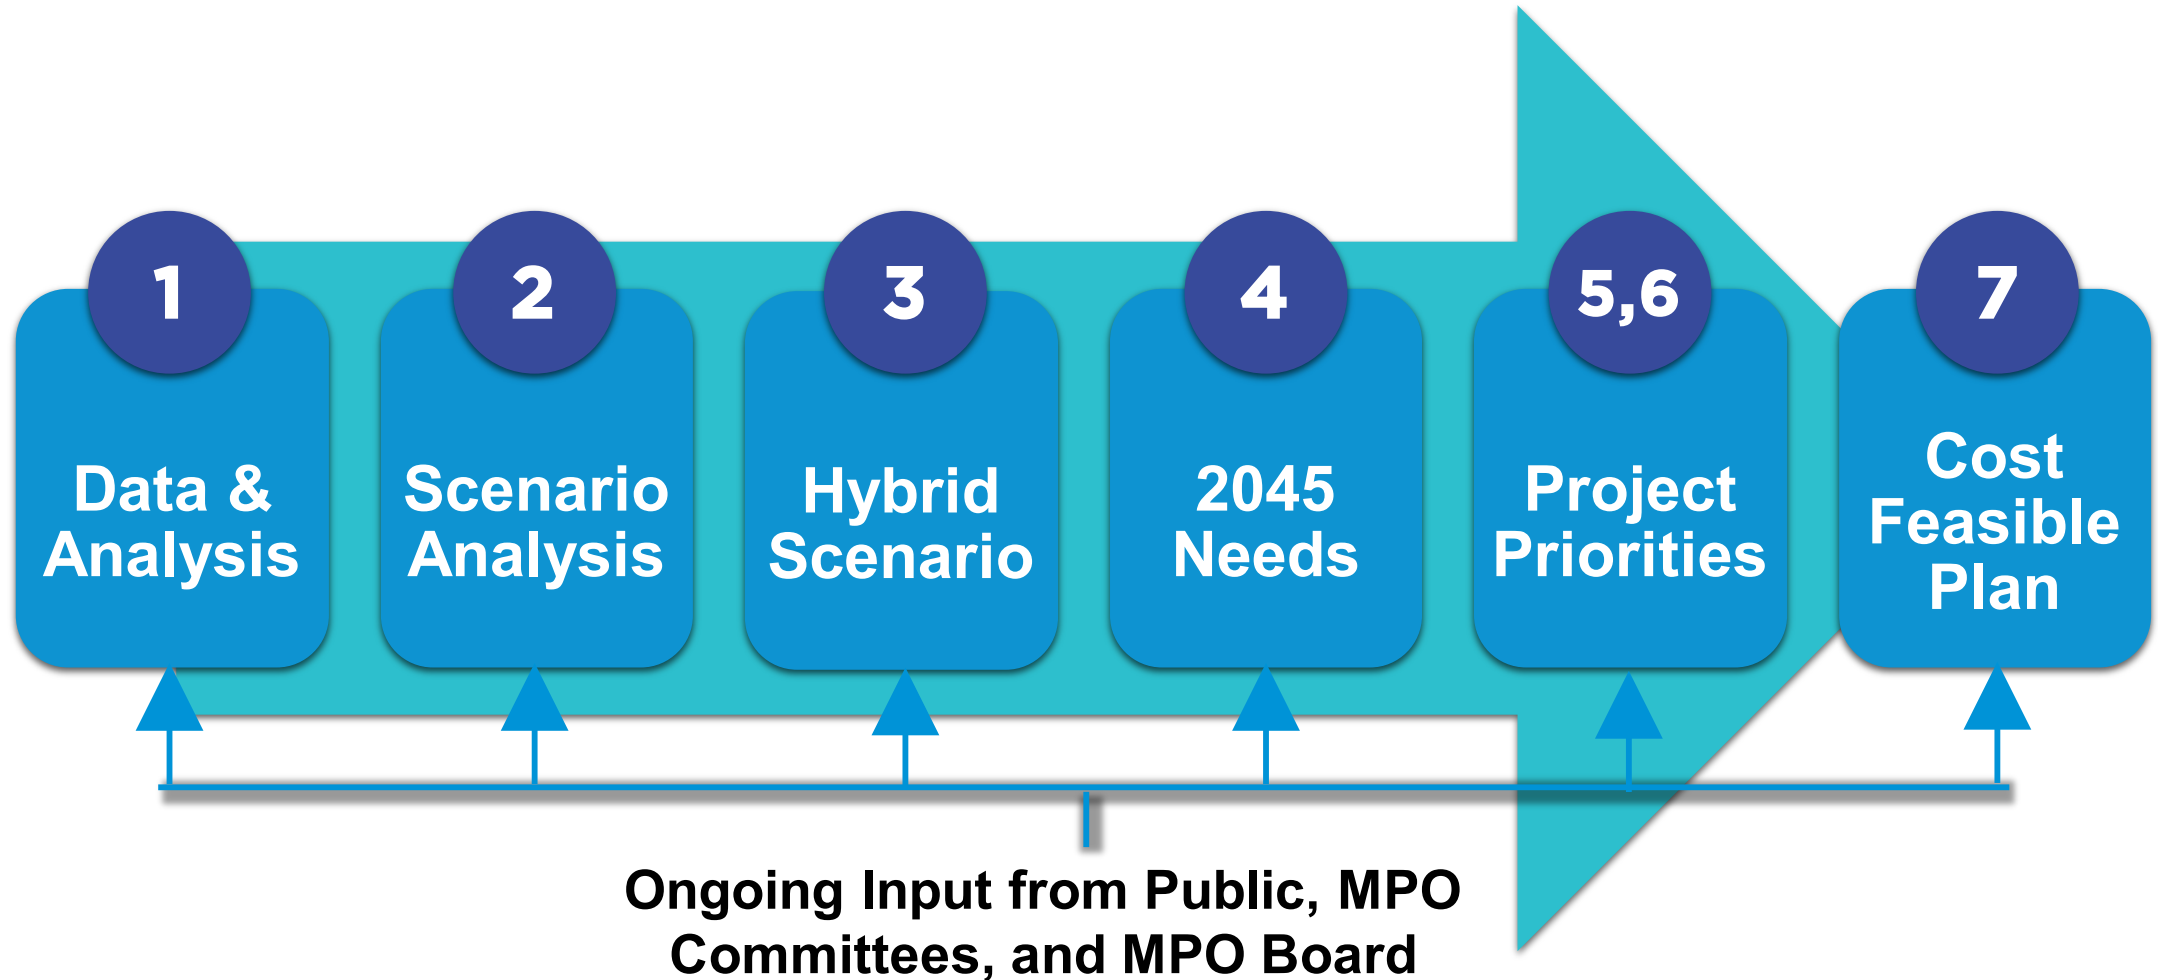 1
Data &
Analysis
2
Scenario
Analysis
3
Hybrid
Scenario
4
2045
Needs
5,6
Project
Priorities
7
Cost
Feasible
Plan
Ongoing Input from Public, MPO
Committees, and MPO Board